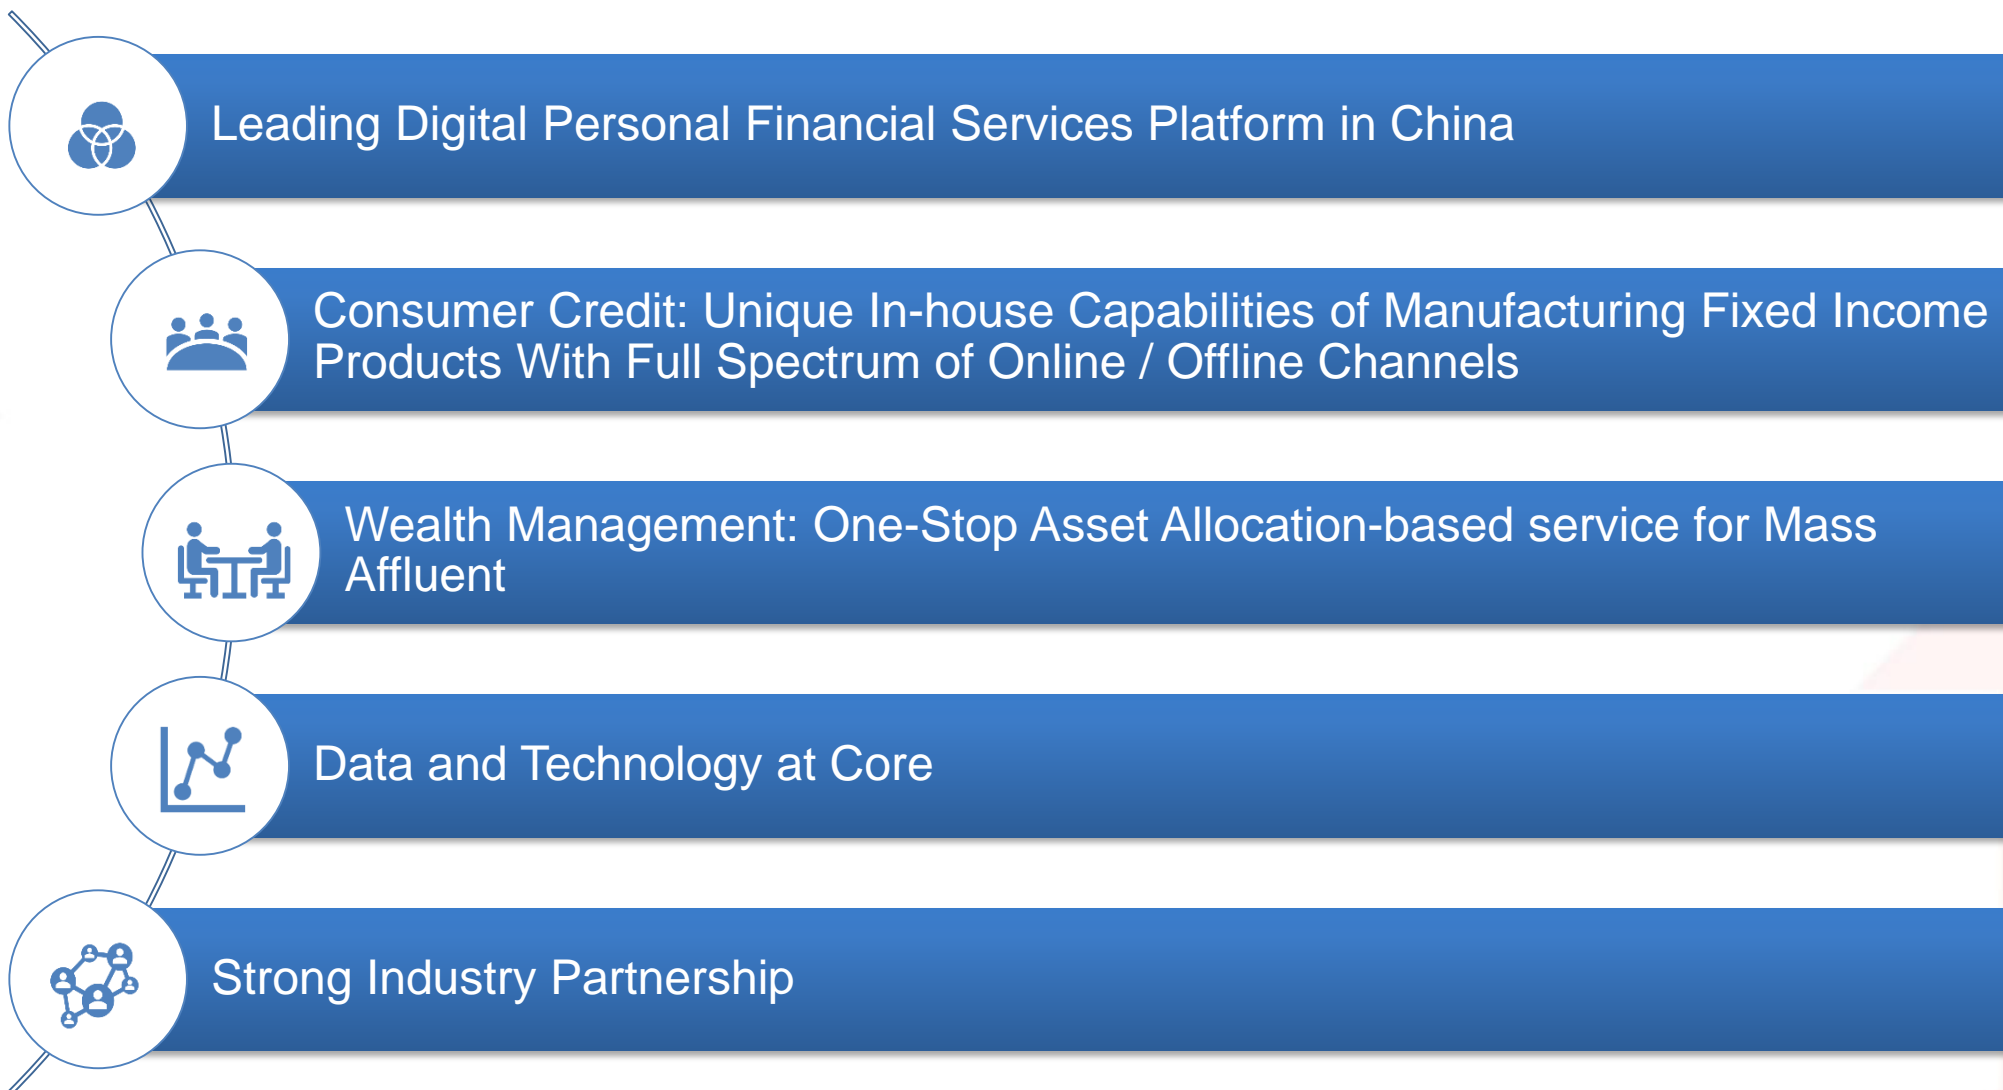 Leading Digital Personal Financial Services Platform in China
Consumer Credit: Unique In-house Capabilities of Manufacturing Fixed Income
Products With Full Spectrum of Online / Offline Channels
Wealth Management: One-Stop Asset Allocation-based service for Mass
Affluent
Data and Technology at Core
Strong Industry Partnership